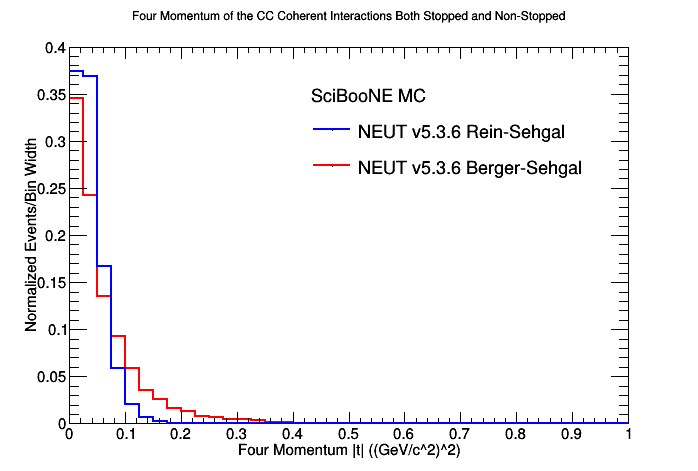 Four Momentum of the CC Coherent Interactions Both Stopped and Non-Stopped
Normalized Events/Bin Width
0.4
0.35
0.3
0.25
0.2
0.15
0.1
0.05
0
SciBooNE MC
NEUT v5.3.6 Rein-Sehgal
NEUT v5.3.6 Berger-Sehgal
0 0.1 0.2 0.3 0.4 0.5 0.6 0.7 0.8 0.9 1
Four Momentum |t| ((GeV/c^2)^2)